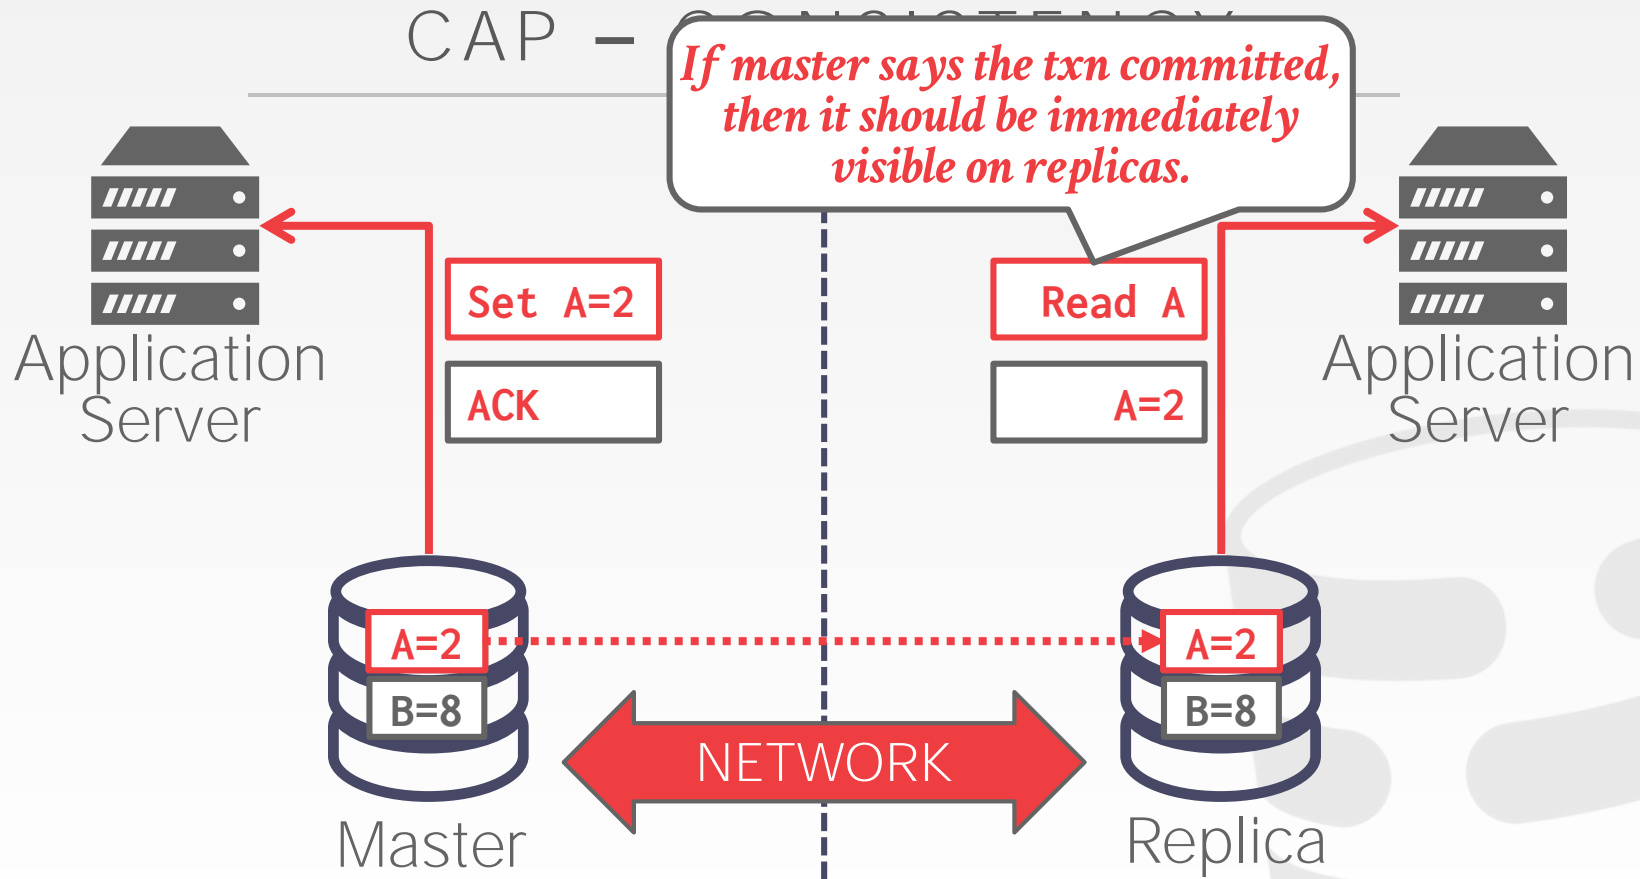 CAP – CONSISTENCY
If master says the txn committed,
then it should be immediately
visible on replicas.
Set A=2
ACK
Read A
A=2
Application
Server
Application
Server
A=2
B=8
A=2
B=8
NETWORK
Master
Replica